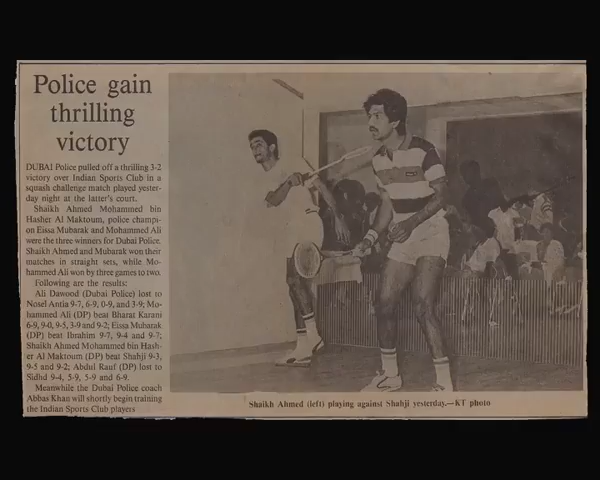 Police gain
thrilling
victory
DUBAI Police pulled off a thrilling 3-2
victory over Indian Sports Club in a
squash challenge match played yester-
day night at the latter's court.
Shaikh Ahmed Mohammed bin
Hasher Al Maktoum, police champi-
on Eissa Mubarak and Mohammed Ali
were the three winners for Dubai Police.
Shaikh Ahmed and Mubarak won their
matches in straight sets, while Mo-
hammed Ali won by three games to two.
Following are the results:
Ali Dawood (Dubai Police) lost to
Nosel Antia 9-7, 6-9, 0-9, and 3-9; Mo-
hammed Ali (DP) beat Bharat Karani
6-9, 9-0, 9-5, 3-9 and 9-2; Eissa Mubarak
(DP) beat Ibrahim 9-7, 9-4 and 9-7;
Shaikh Ahmed Mohammed bin Hash-
er Al Maktoum (DP) beat Shahji 9-3,
9-5 and 9-2; Abdul Rauf (DP) lost to
Sidhd 9-4, 5-9, 5-9 and 6-9.
Meanwhile the Dubai Police coach
Abbas Khan will shortly begin training
the Indian Sports Club players
Shaikh Ahmed (left) playing against Shahji yesterday.—KT photo